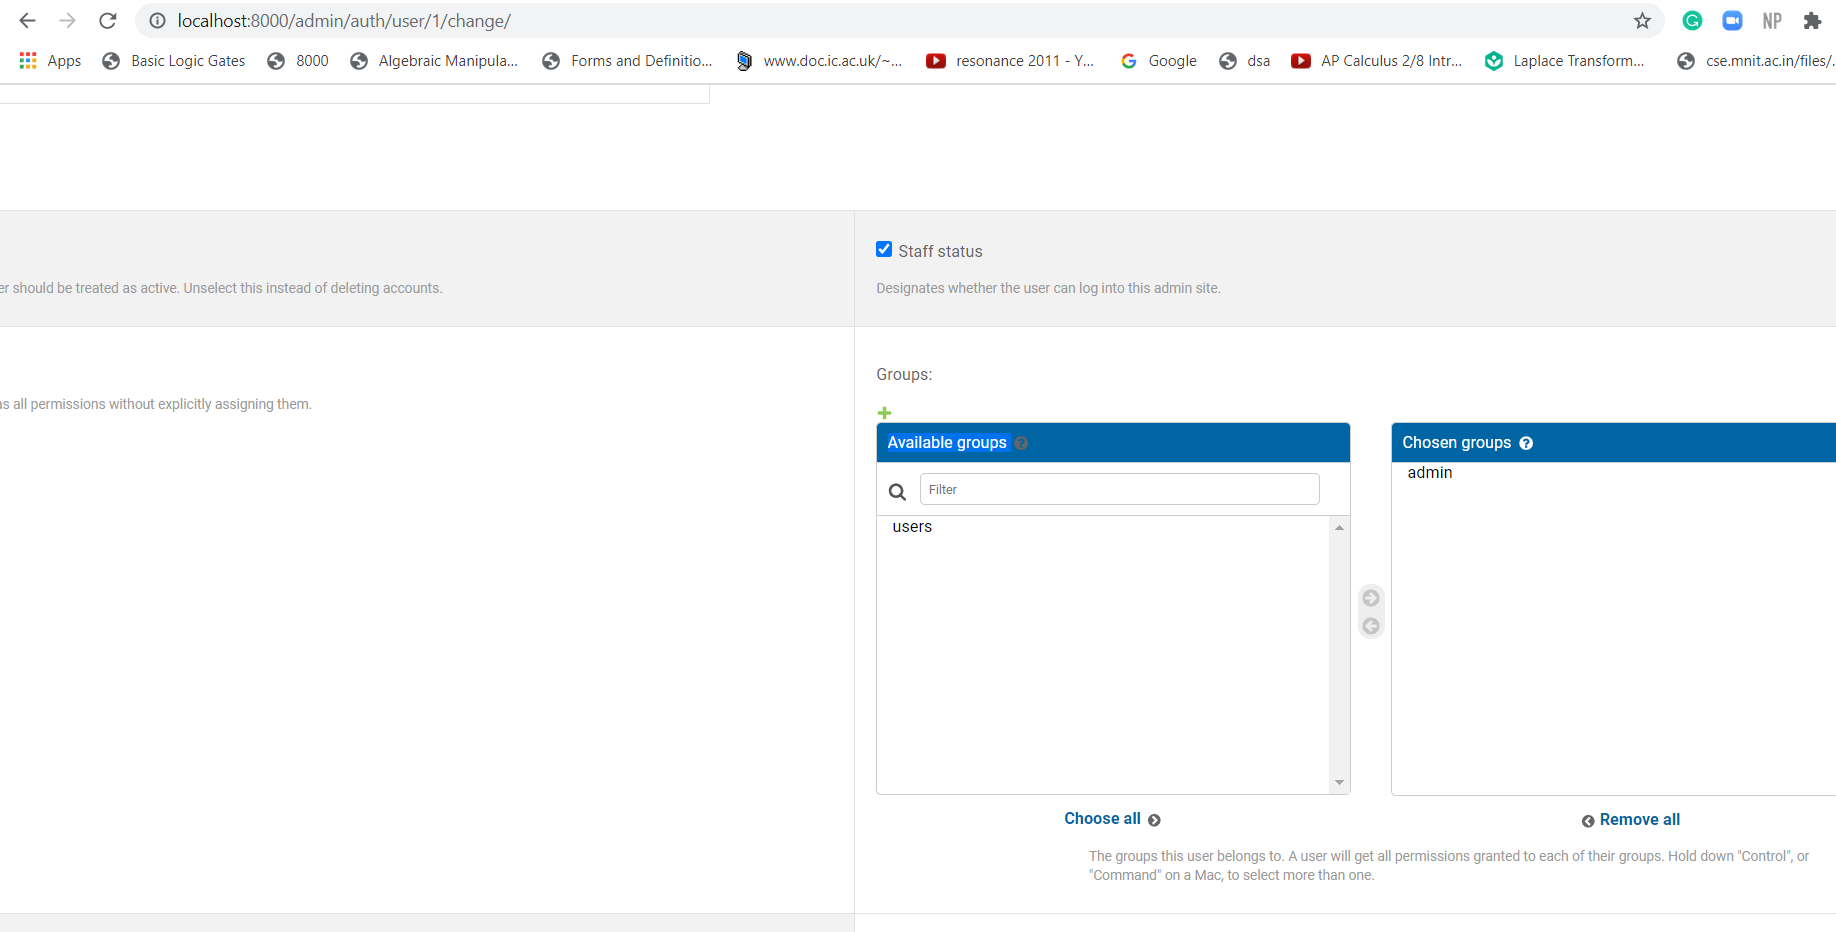 localhost:8000/admin/auth/user/1/change/
NP
Apps Basic Logic Gates 8000 Algebraic Manipula... Forms and Definitio... www.doc.ic.ac.uk/~... resonance 2011 - Y... Google dsa AP Calculus 2/8 Intr... Laplace Transform... cse.mnit.ac.in/files/.
Staff status
er should be treated as active. Unselect this instead of deleting accounts.
Designates whether the user can log into this admin site.
Groups:
as all permissions without explicitly assigning them.
Available groups
Chosen groups
admin
Filter
users
Choose all
Remove all
The groups this user belongs to. A user will get all permissions granted to each of their groups. Hold down "Control", or
"Command" on a Mac, to select more than one.